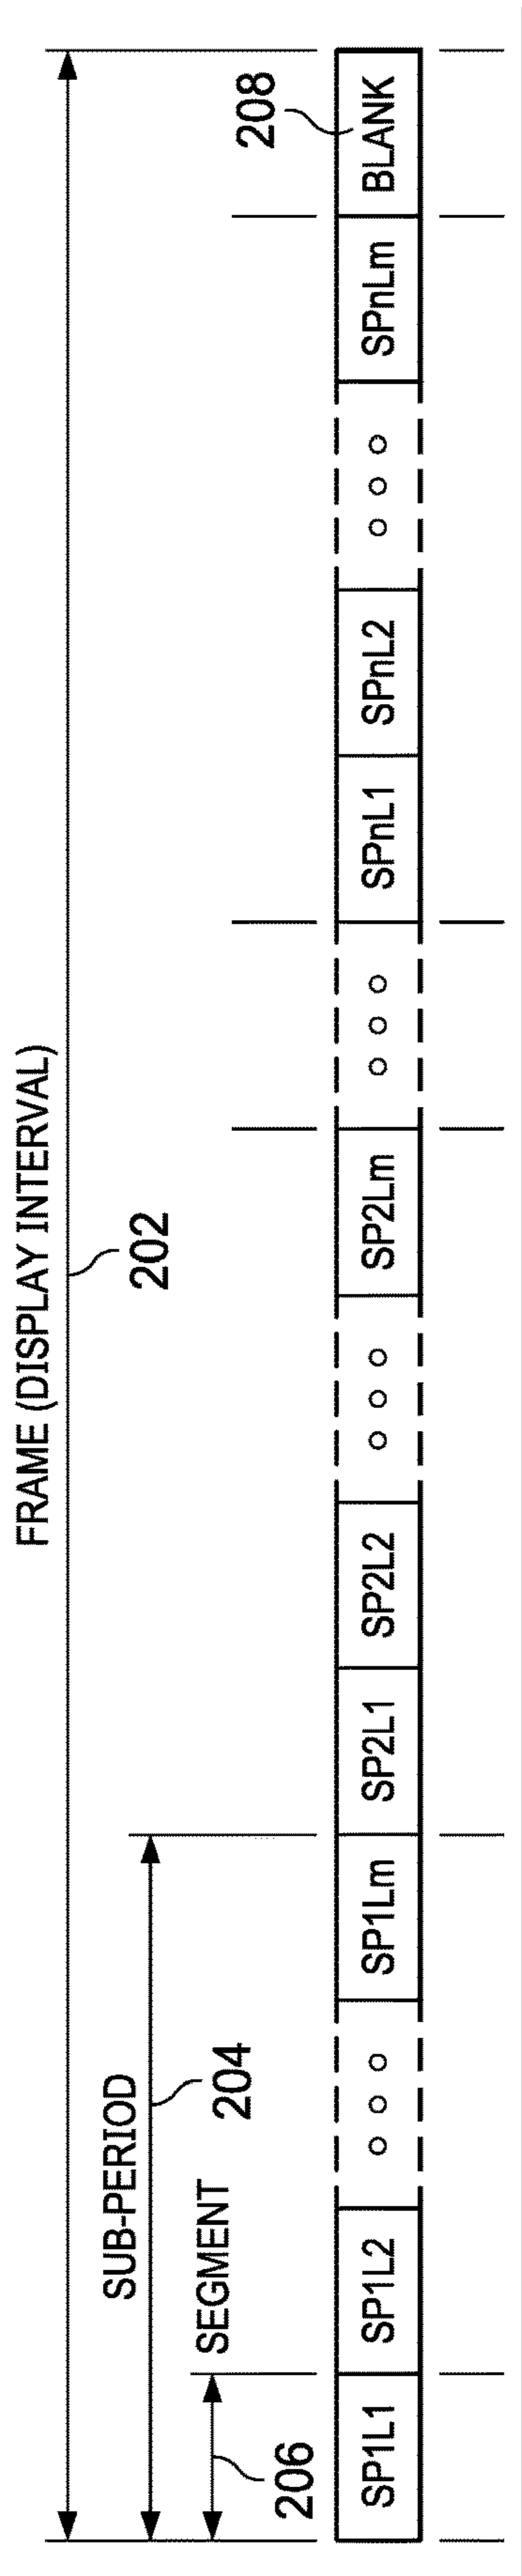 FRAME (DISPLAY INTERVAL)
202
SUB-PERIOD
204
SEGMENT
206
208
SP1L1 SP1L2 SP1Lm SP2L1 SP2L2 SP2Lm SPnL1 SPnL2 SPnLm BLANK